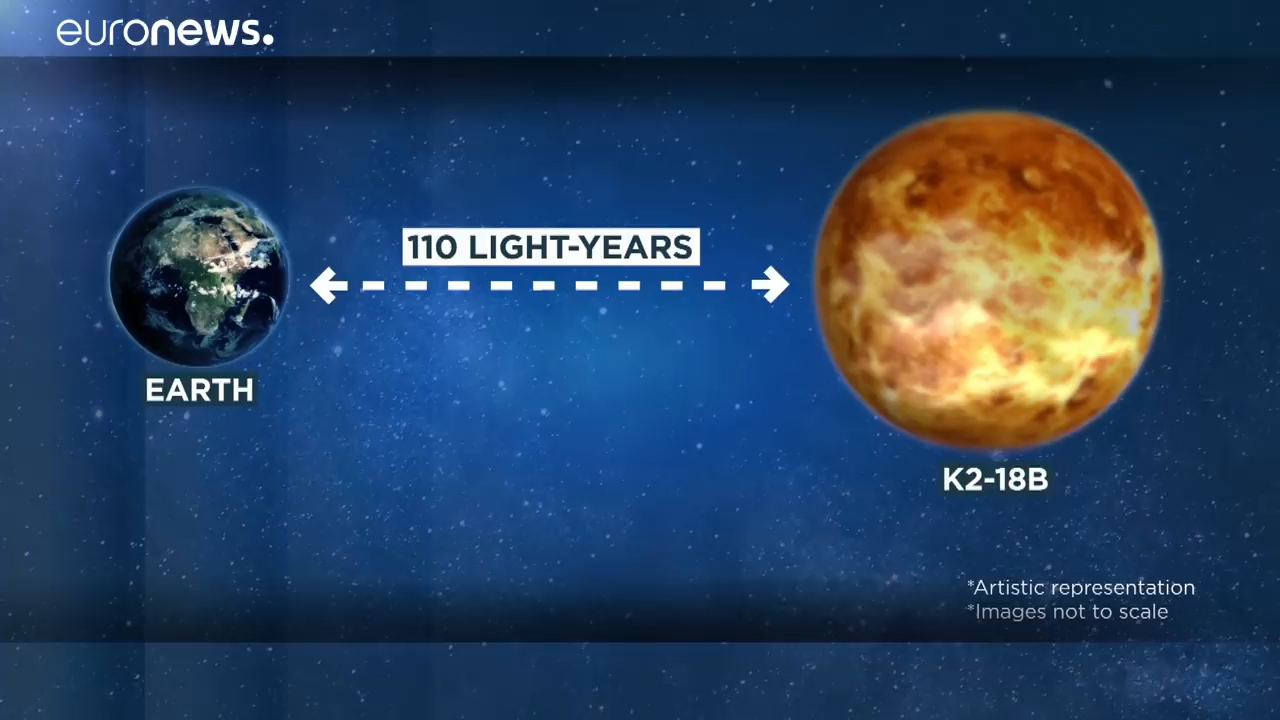 euronews.
110 LIGHT-YEARS
EARTH
K2-18B
*Artistic representation
*Images not to scale